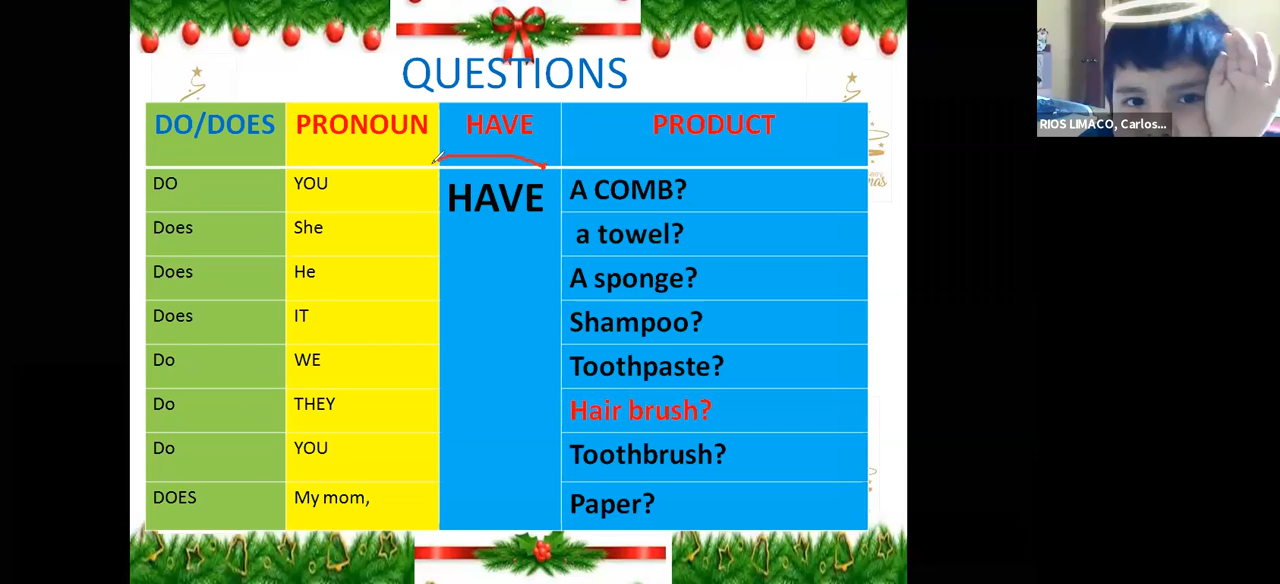 QUESTIONS
DO/DOES PRONOUN HAVE PRODUCT
DO YOU HAVE A COMB?
Does She a towel?
Does He A sponge?
Does IT Shampoo?
Do WE Toothpaste?
Do THEY Hair brush?
Do YOU Toothbrush?
DOES My mom, Paper?
RIOS LIMACO, Carlos...